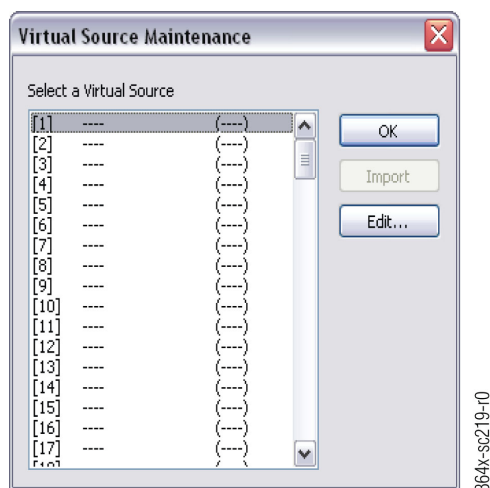 Virtual Source Maintenance
Select a Virtual Source
[1] ---- (----)
[2] ---- (----)
[3] ---- (----)
[4] ---- (----)
[5] ---- (----)
[6] ---- (----)
[7] ---- (----)
[8] ---- (----)
[9] ---- (----)
[10] ---- (----)
[11] ---- (----)
[12] ---- (----)
[13] ---- (----)
[14] ---- (----)
[15] ---- (----)
[16] ---- (----)
[17] ---- (----)
OK
Import
Edit...
364x-sc219-r0